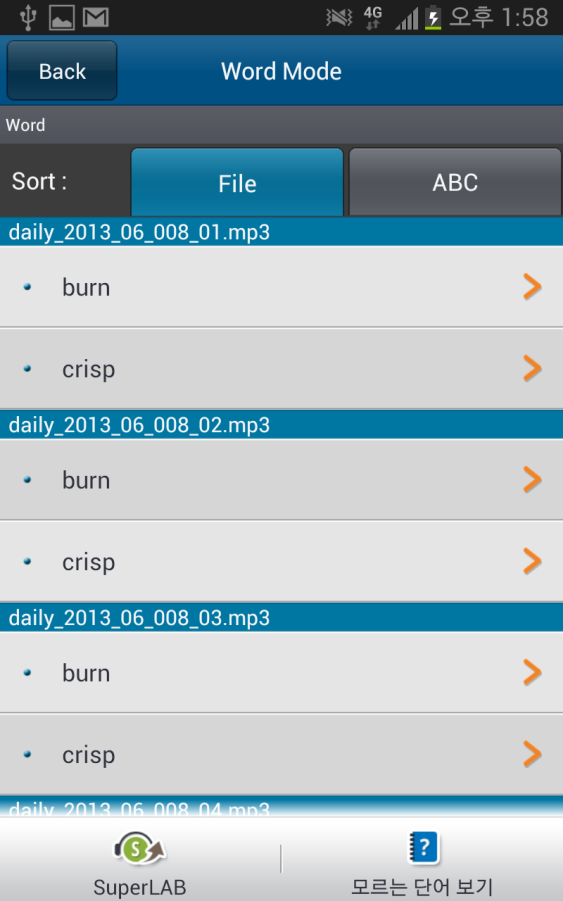 4G 오후 1:58
Back Word Mode
Word
Sort : File ABC
daily_2013_06_008_01.mp3
burn
crisp
daily_2013_06_008_02.mp3
burn
crisp
daily_2013_06_008_03.mp3
burn
crisp
daily_2013_06_008_04.mp3
S ?
SuperLAB 모르는 단어 보기